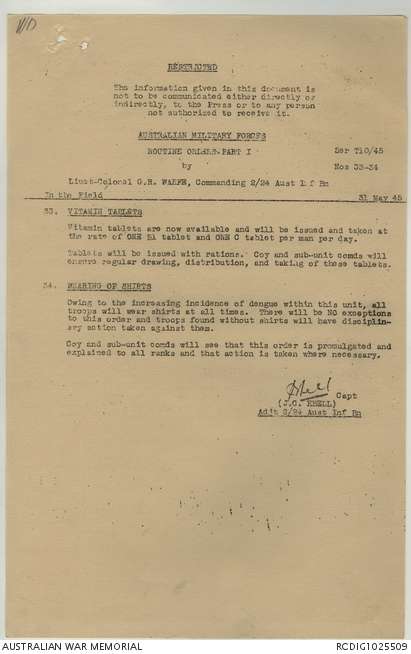 W/D
RESTRICTED
The information given in this document is
not to be communicated either directly or
indirectly, to the Press or to any person
not authorized to receive it.
AUSTRALIAN MILITARY FORCES
ROUTINE ORDERS-PART I Ser T10/45
by Nos 33-34
Lieut-Colonel G.R. WARFE, Commanding 2/24 Aust Inf Bn
In the Field 31 May 45
33. VITAMIN TABLETS
Vitamin tablets are now available and will be issued and taken at
the rate of ONE B1 tablet and ONE C tablet per man per day.
Tablets will be issued with rations. Coy and sub-unit comds will
ensure regular drawing, distribution, and taking of these tablets.
34. WEARING OF SHIRTS
Owing to the increasing incidence of dengue within this unit, all
troops will wear shirts at all times. There will be NO exceptions
to this order and troops found without shirts will have disciplin-
ary action taken against them.
Coy and sub-unit comds will see that this order is promulgated and
explained to all ranks and that action is taken where necessary.
Capt
(J.C. EBELL)
Adjt 2/24 Aust Inf Bn
AUSTRALIAN WAR MEMORIAL RCDIG1025509